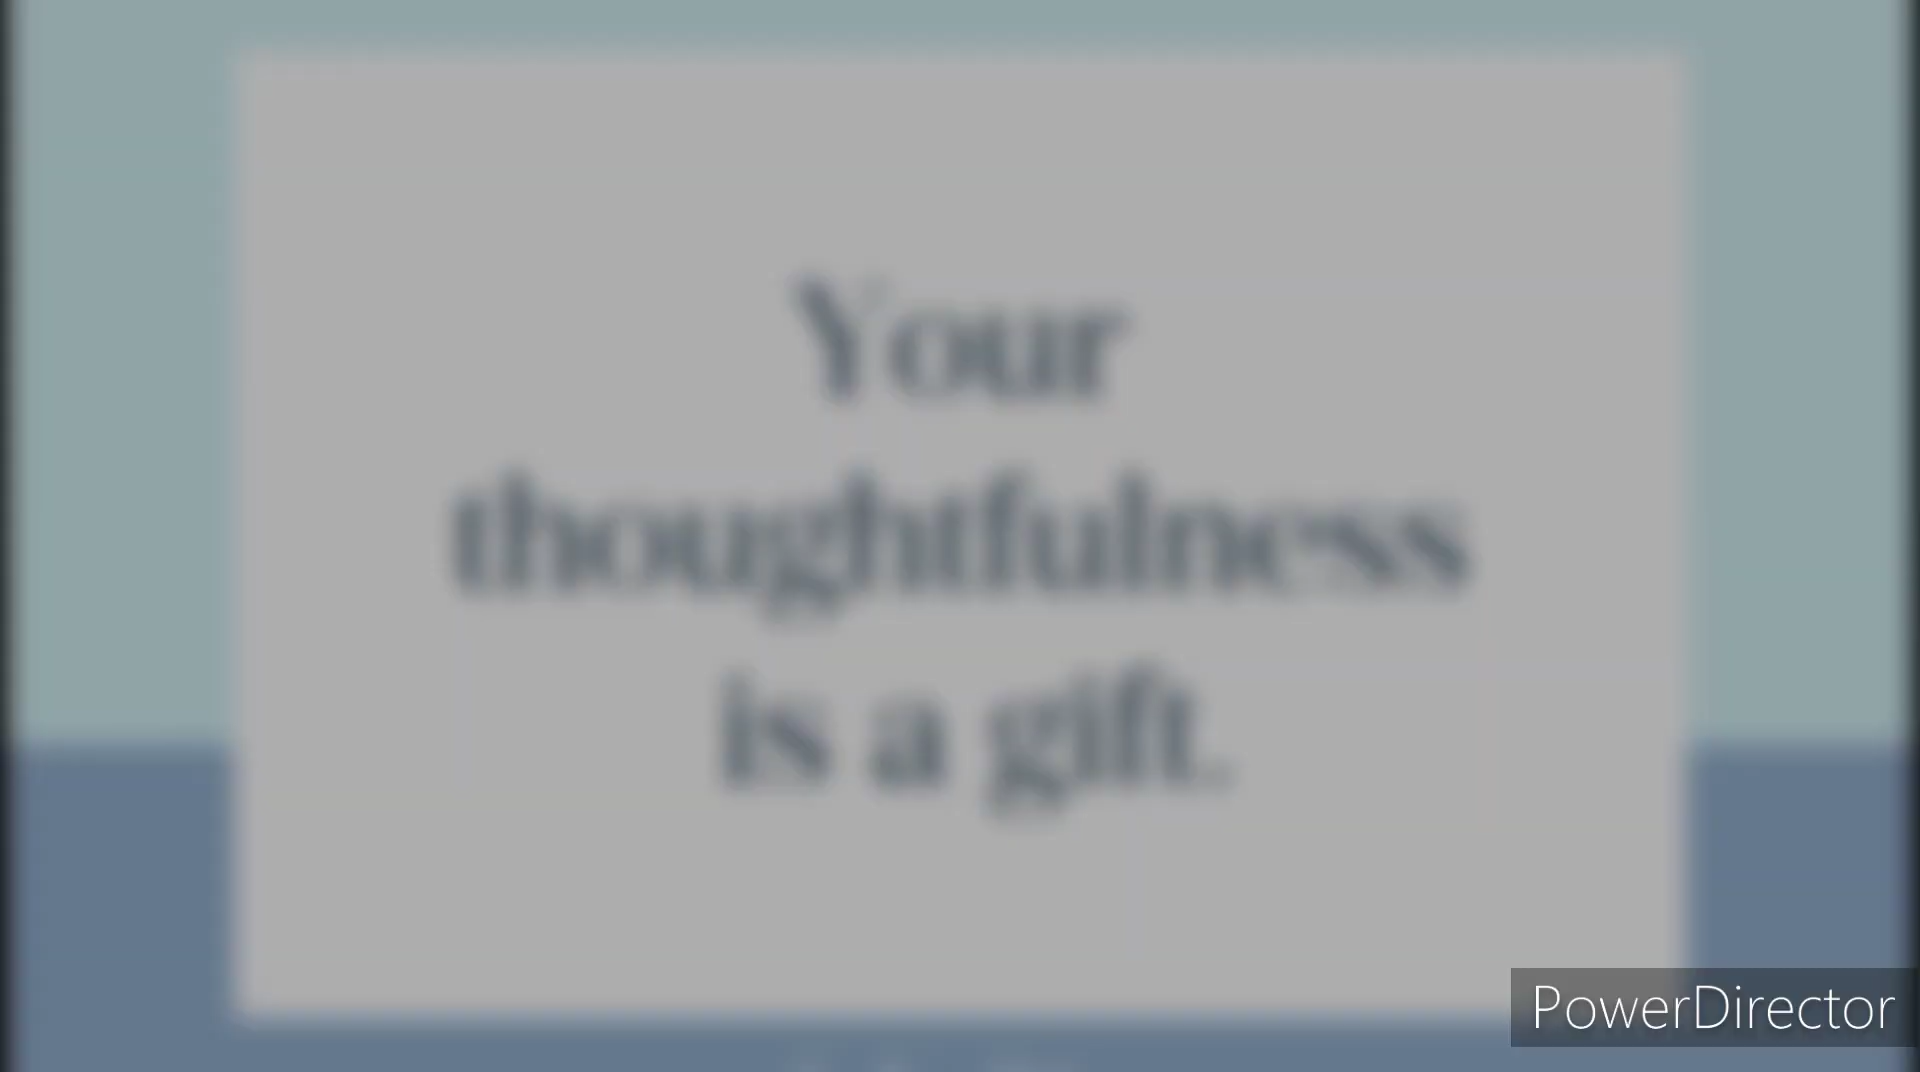 Your
thoughtfulness
is a gift.
PowerDirector